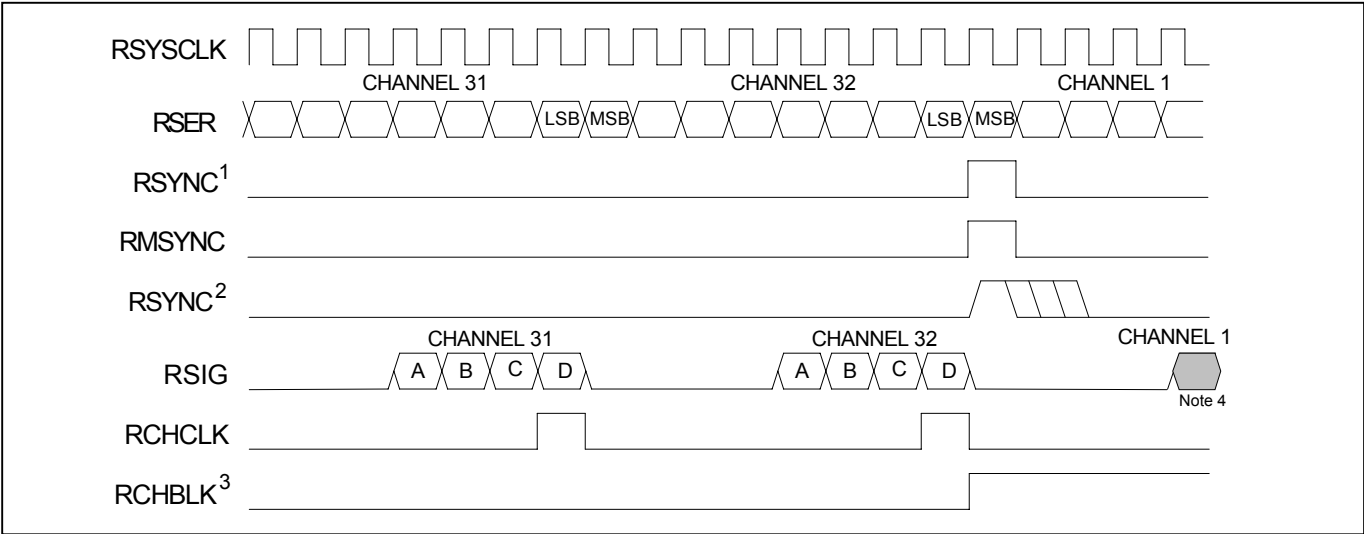 RSYSCLK
CHANNEL 31 CHANNEL 32 CHANNEL 1
RSER LSB MSB LSB MSB
RSYNC1
RMSYNC
RSYNC2
CHANNEL 31 CHANNEL 32 CHANNEL 1
RSIG A B C D A B C D
Note 4
RCHCLK
RCHBLK3